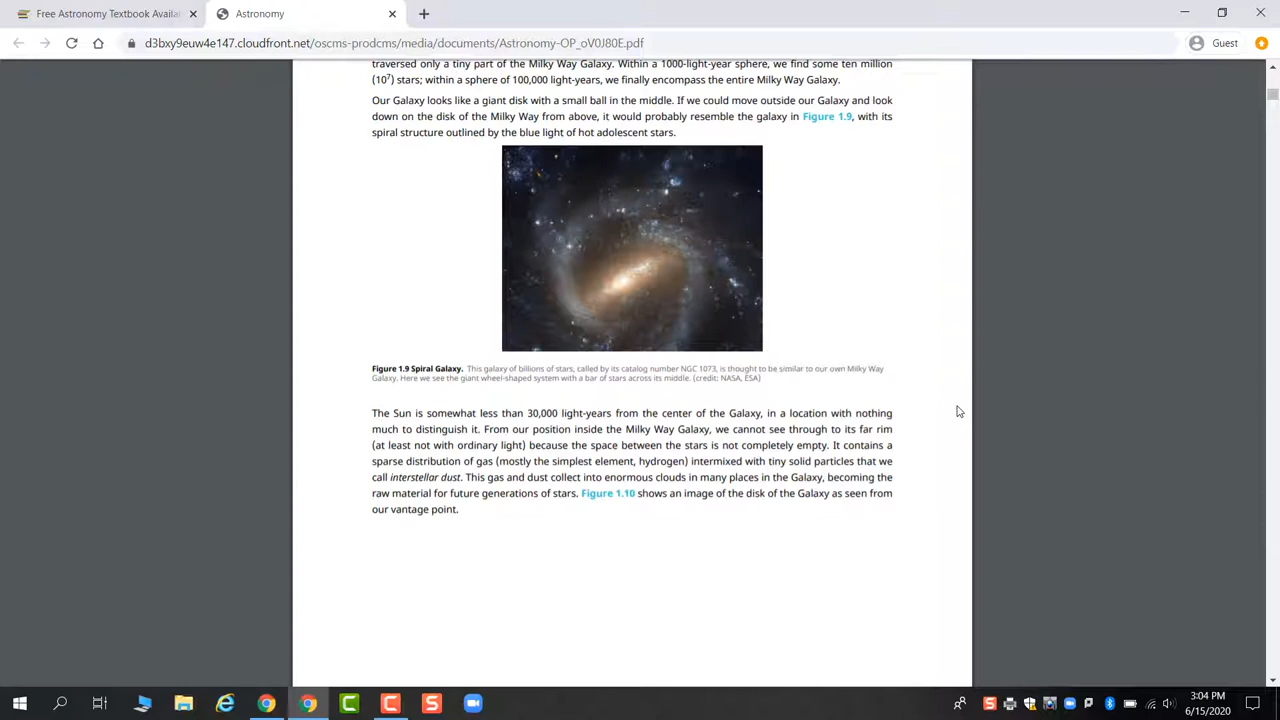 Free Astronomy Textbook Availab
Astronomy
d3bxy9euw4e147.cloudfront.net/oscms-prodcms/media/documents/Astronomy-OP_oV0J80E.pdf
Guest
traversed only a tiny part of the Milky Way Galaxy. Within a 1000-light-year sphere, we find some ten million
(10⁷) stars; within a sphere of 100,000 light-years, we finally encompass the entire Milky Way Galaxy.
Our Galaxy looks like a giant disk with a small ball in the middle. If we could move outside our Galaxy and look
down on the disk of the Milky Way from above, it would probably resemble the galaxy in Figure 1.9, with its
spiral structure outlined by the blue light of hot adolescent stars.
Figure 1.9 Spiral Galaxy. This galaxy of billions of stars, called by its catalog number NGC 1073, is thought to be similar to our own Milky Way
Galaxy. Here we see the giant wheel-shaped system with a bar of stars across its middle. (credit: NASA, ESA)
The Sun is somewhat less than 30,000 light-years from the center of the Galaxy, in a location with nothing
much to distinguish it. From our position inside the Milky Way Galaxy, we cannot see through to its far rim
(at least not with ordinary light) because the space between the stars is not completely empty. It contains a
sparse distribution of gas (mostly the simplest element, hydrogen) intermixed with tiny solid particles that we
call interstellar dust. This gas and dust collect into enormous clouds in many places in the Galaxy, becoming the
raw material for future generations of stars. Figure 1.10 shows an image of the disk of the Galaxy as seen from
our vantage point.
3:04 PM
6/15/2020